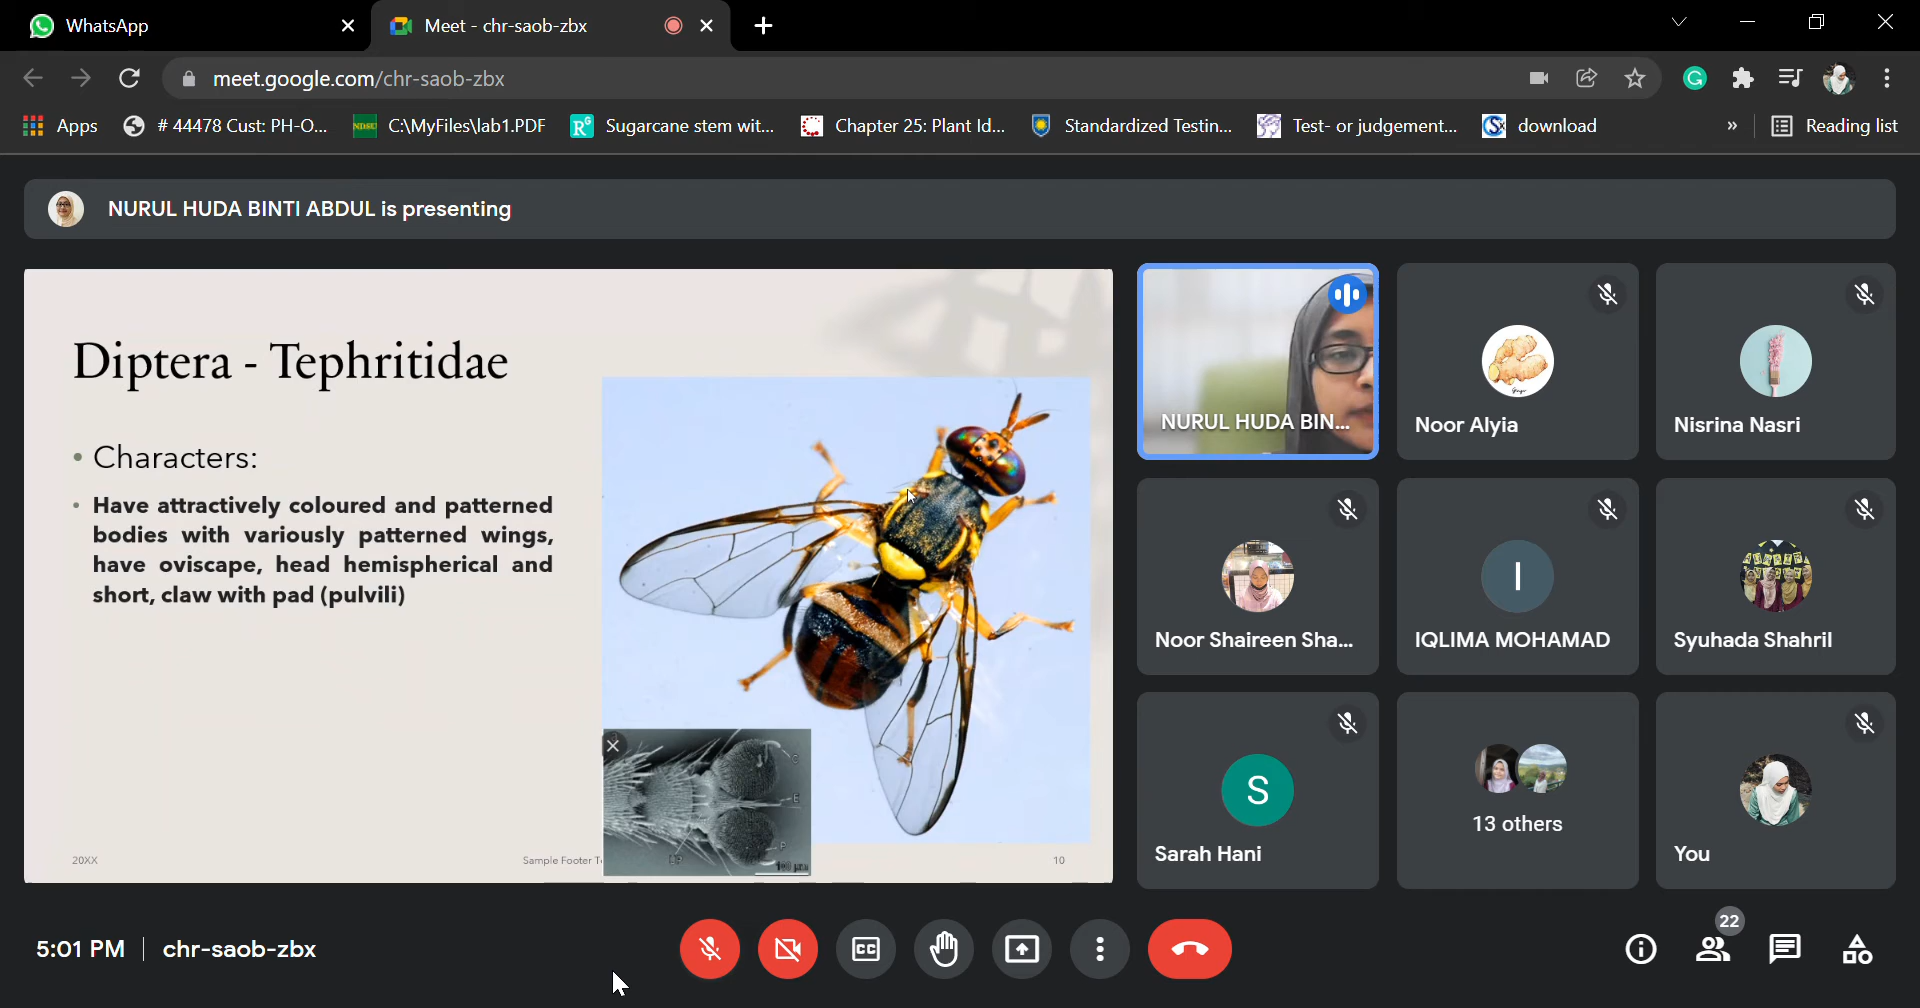 WhatsApp
Meet - chr-saob-zbx
meet.google.com/chr-saob-zbx
Apps
# 44478 Cust: PH-O...
C:\MyFiles\lab1.PDF
Sugarcane stem wit...
Chapter 25: Plant Id...
Standardized Testin...
Test- or judgement...
download
»
Reading list
NURUL HUDA BINTI ABDUL is presenting
Diptera - Tephritidae
• Characters:
• Have attractively coloured and patterned
bodies with variously patterned wings,
have oviscape, head hemispherical and
short, claw with pad (pulvili)
20XX
Sample Footer T
10
NURUL HUDA BIN...
Noor Alyia
Nisrina Nasri
Noor Shaireen Sha...
I
IQLIMA MOHAMAD
Syuhada Shahril
S
Sarah Hani
13 others
You
5:01 PM
chr-saob-zbx
CC
22